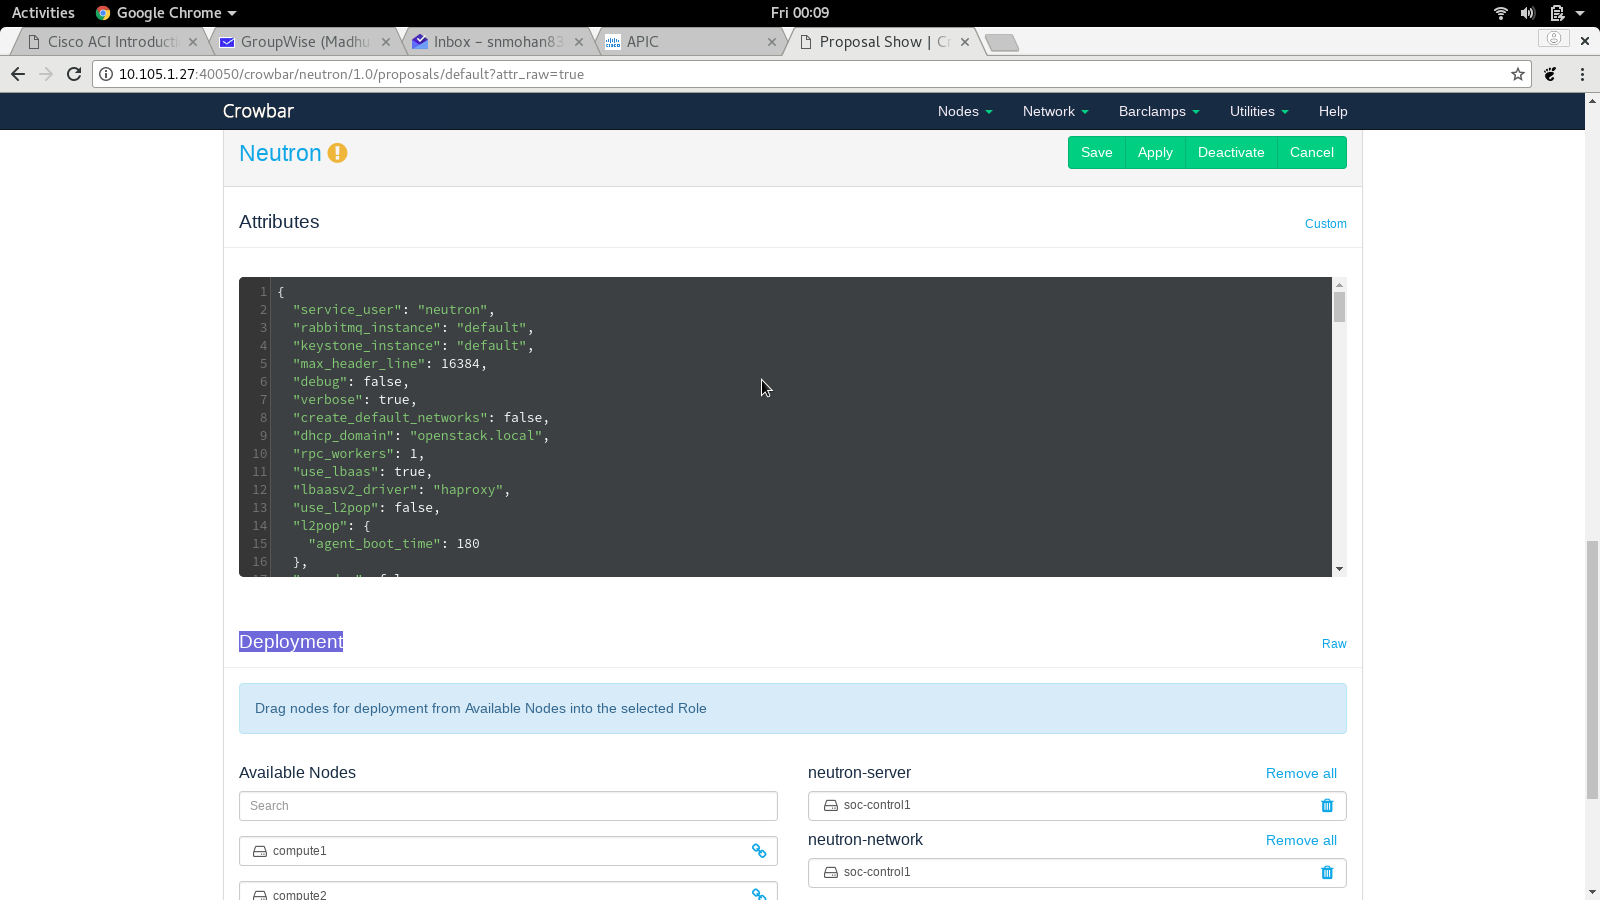 Activities Google Chrome Fri 00:09
Cisco ACI Introducti GroupWise (Madhu Inbox – snmohan83 APIC Proposal Show | Cr
10.105.1.27:40050/crowbar/neutron/1.0/proposals/default?attr_raw=true
Crowbar Nodes Network Barclamps Utilities Help
Neutron Save Apply Deactivate Cancel
Attributes Custom
1 {
2 "service_user": "neutron",
3 "rabbitmq_instance": "default",
4 "keystone_instance": "default",
5 "max_header_line": 16384,
6 "debug": false,
7 "verbose": true,
8 "create_default_networks": false,
9 "dhcp_domain": "openstack.local",
10 "rpc_workers": 1,
11 "use_lbaas": true,
12 "lbaasv2_driver": "haproxy",
13 "use_l2pop": false,
14 "l2pop": {
15 "agent_boot_time": 180
16 },
Deployment Raw
Drag nodes for deployment from Available Nodes into the selected Role
Available Nodes
Search
compute1
compute2
neutron-server Remove all
soc-control1
neutron-network Remove all
soc-control1